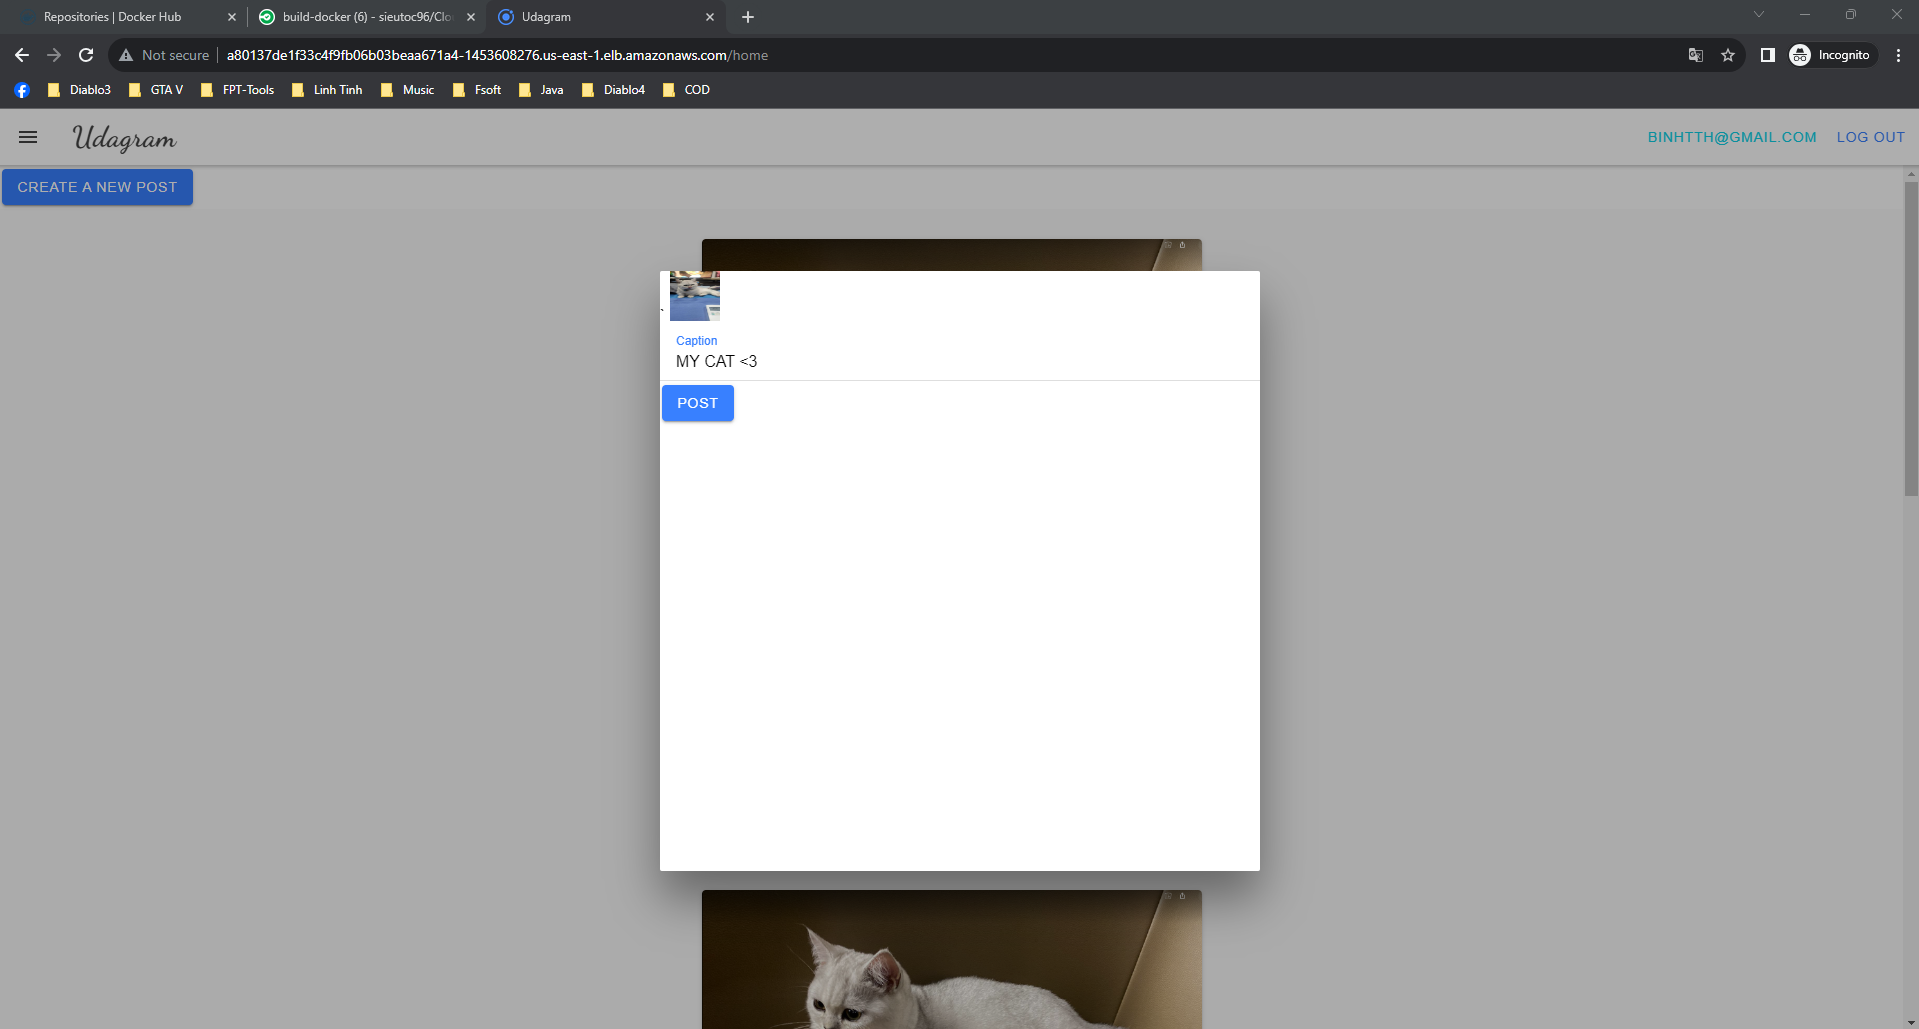 Repositories | Docker Hub
build-docker (6) - sieutoc96/Clo
Udagram
Not secure
a80137de1f33c4f9fb06b03beaa671a4-1453608276.us-east-1.elb.amazonaws.com/home
Incognito
Diablo3
GTA V
FPT-Tools
Linh Tinh
Music
Fsoft
Java
Diablo4
COD
Udagram
BINHTTH@GMAIL.COM
LOG OUT
CREATE A NEW POST
`
Caption
MY CAT <3
POST